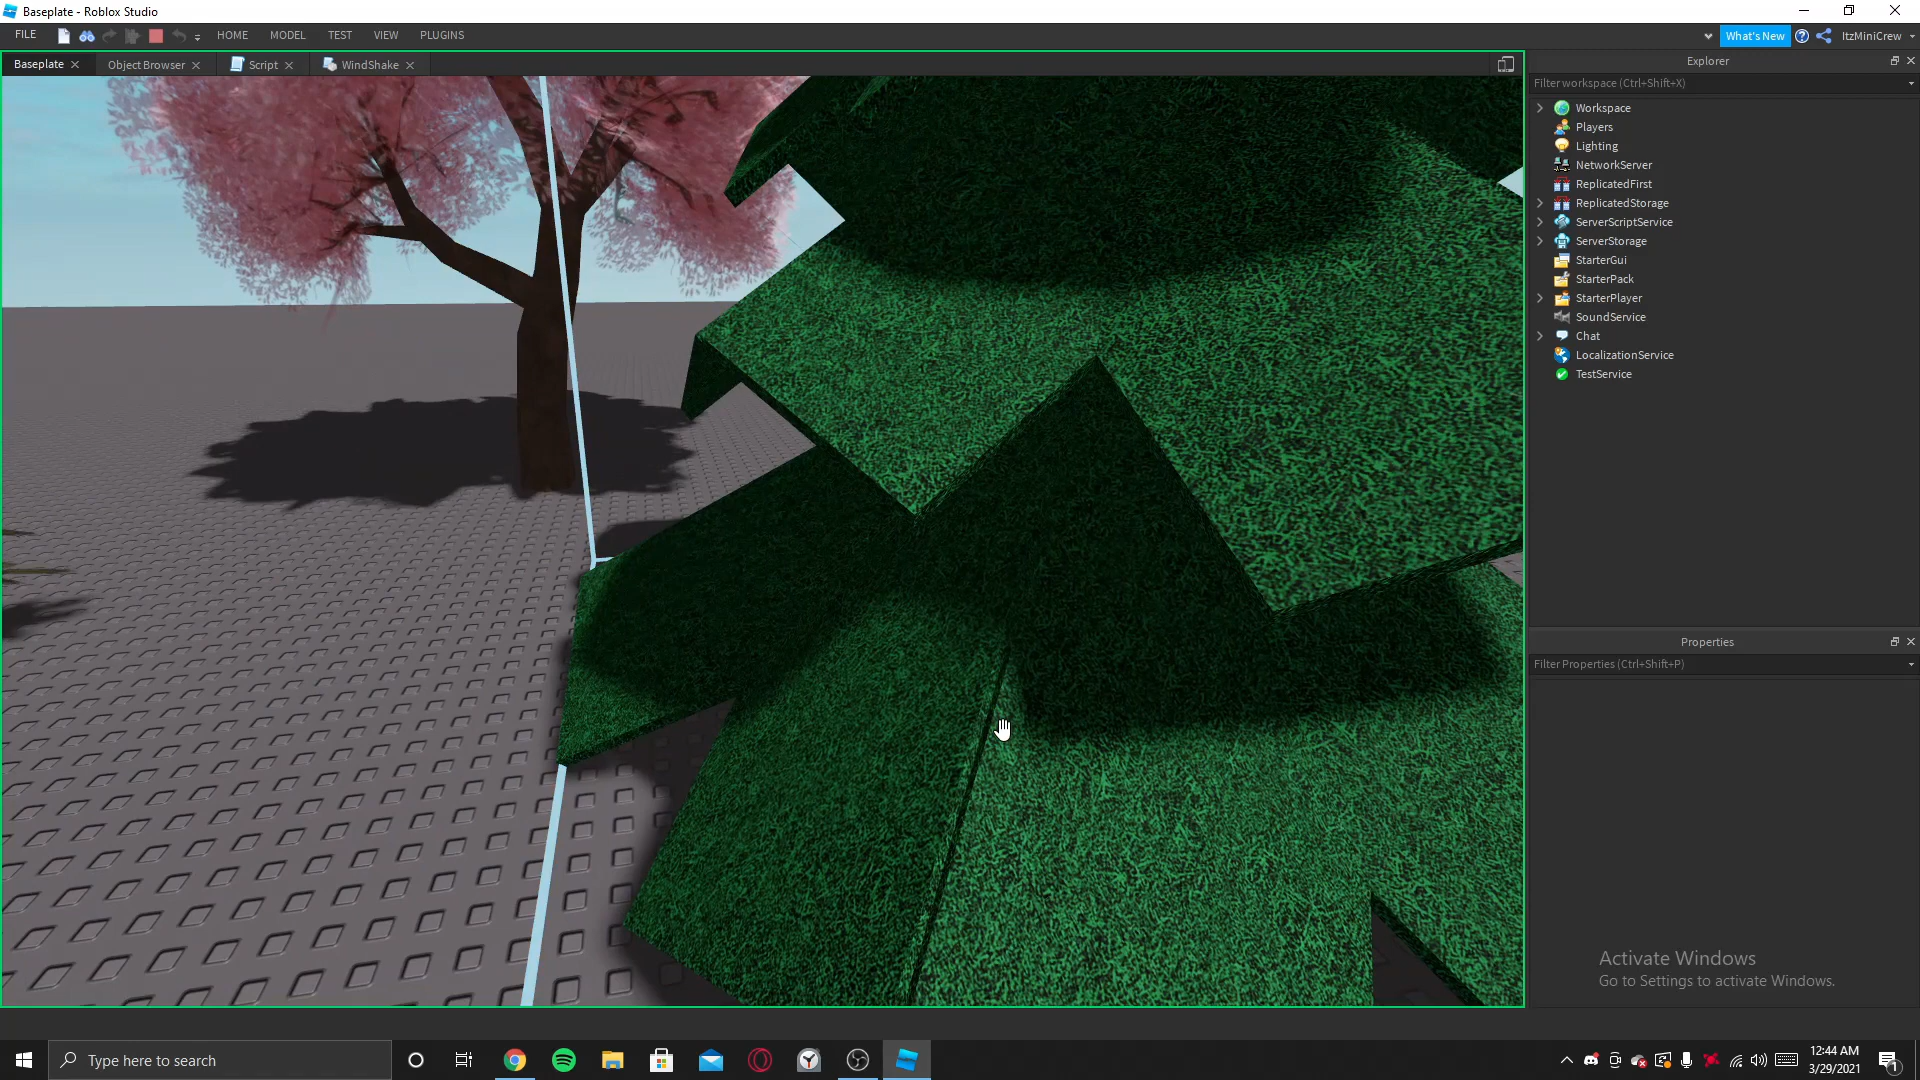 Baseplate - Roblox Studio
FILE HOME MODEL TEST VIEW PLUGINS What's New ItzMiniCrew
Baseplate Object Browser Script WindShake
Explorer
Filter workspace (Ctrl+Shift+X)
Workspace
Players
Lighting
NetworkServer
ReplicatedFirst
ReplicatedStorage
ServerScriptService
ServerStorage
StarterGui
StarterPack
StarterPlayer
SoundService
Chat
LocalizationService
TestService
Properties
Filter Properties (Ctrl+Shift+P)
Activate Windows
Go to Settings to activate Windows.
Type here to search
12:44 AM
3/29/2021
1